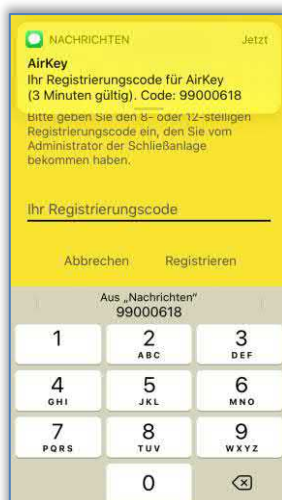 NACHRICHTEN Jetzt
AirKey
Ihr Registrierungscode für AirKey
(3 Minuten gültig). Code: 99000618
Bitte geben Sie den 8- oder 12-stelligen
Registrierungscode ein, den Sie vom
Administrator der Schließanlage
bekommen haben.
Ihr Registrierungscode
Abbrechen Registrieren
Aus „Nachrichten“
99000618
1 2 3
ABC DEF
4 5 6
GHI JKL MNO
7 8 9
PQRS TUV WXYZ
0